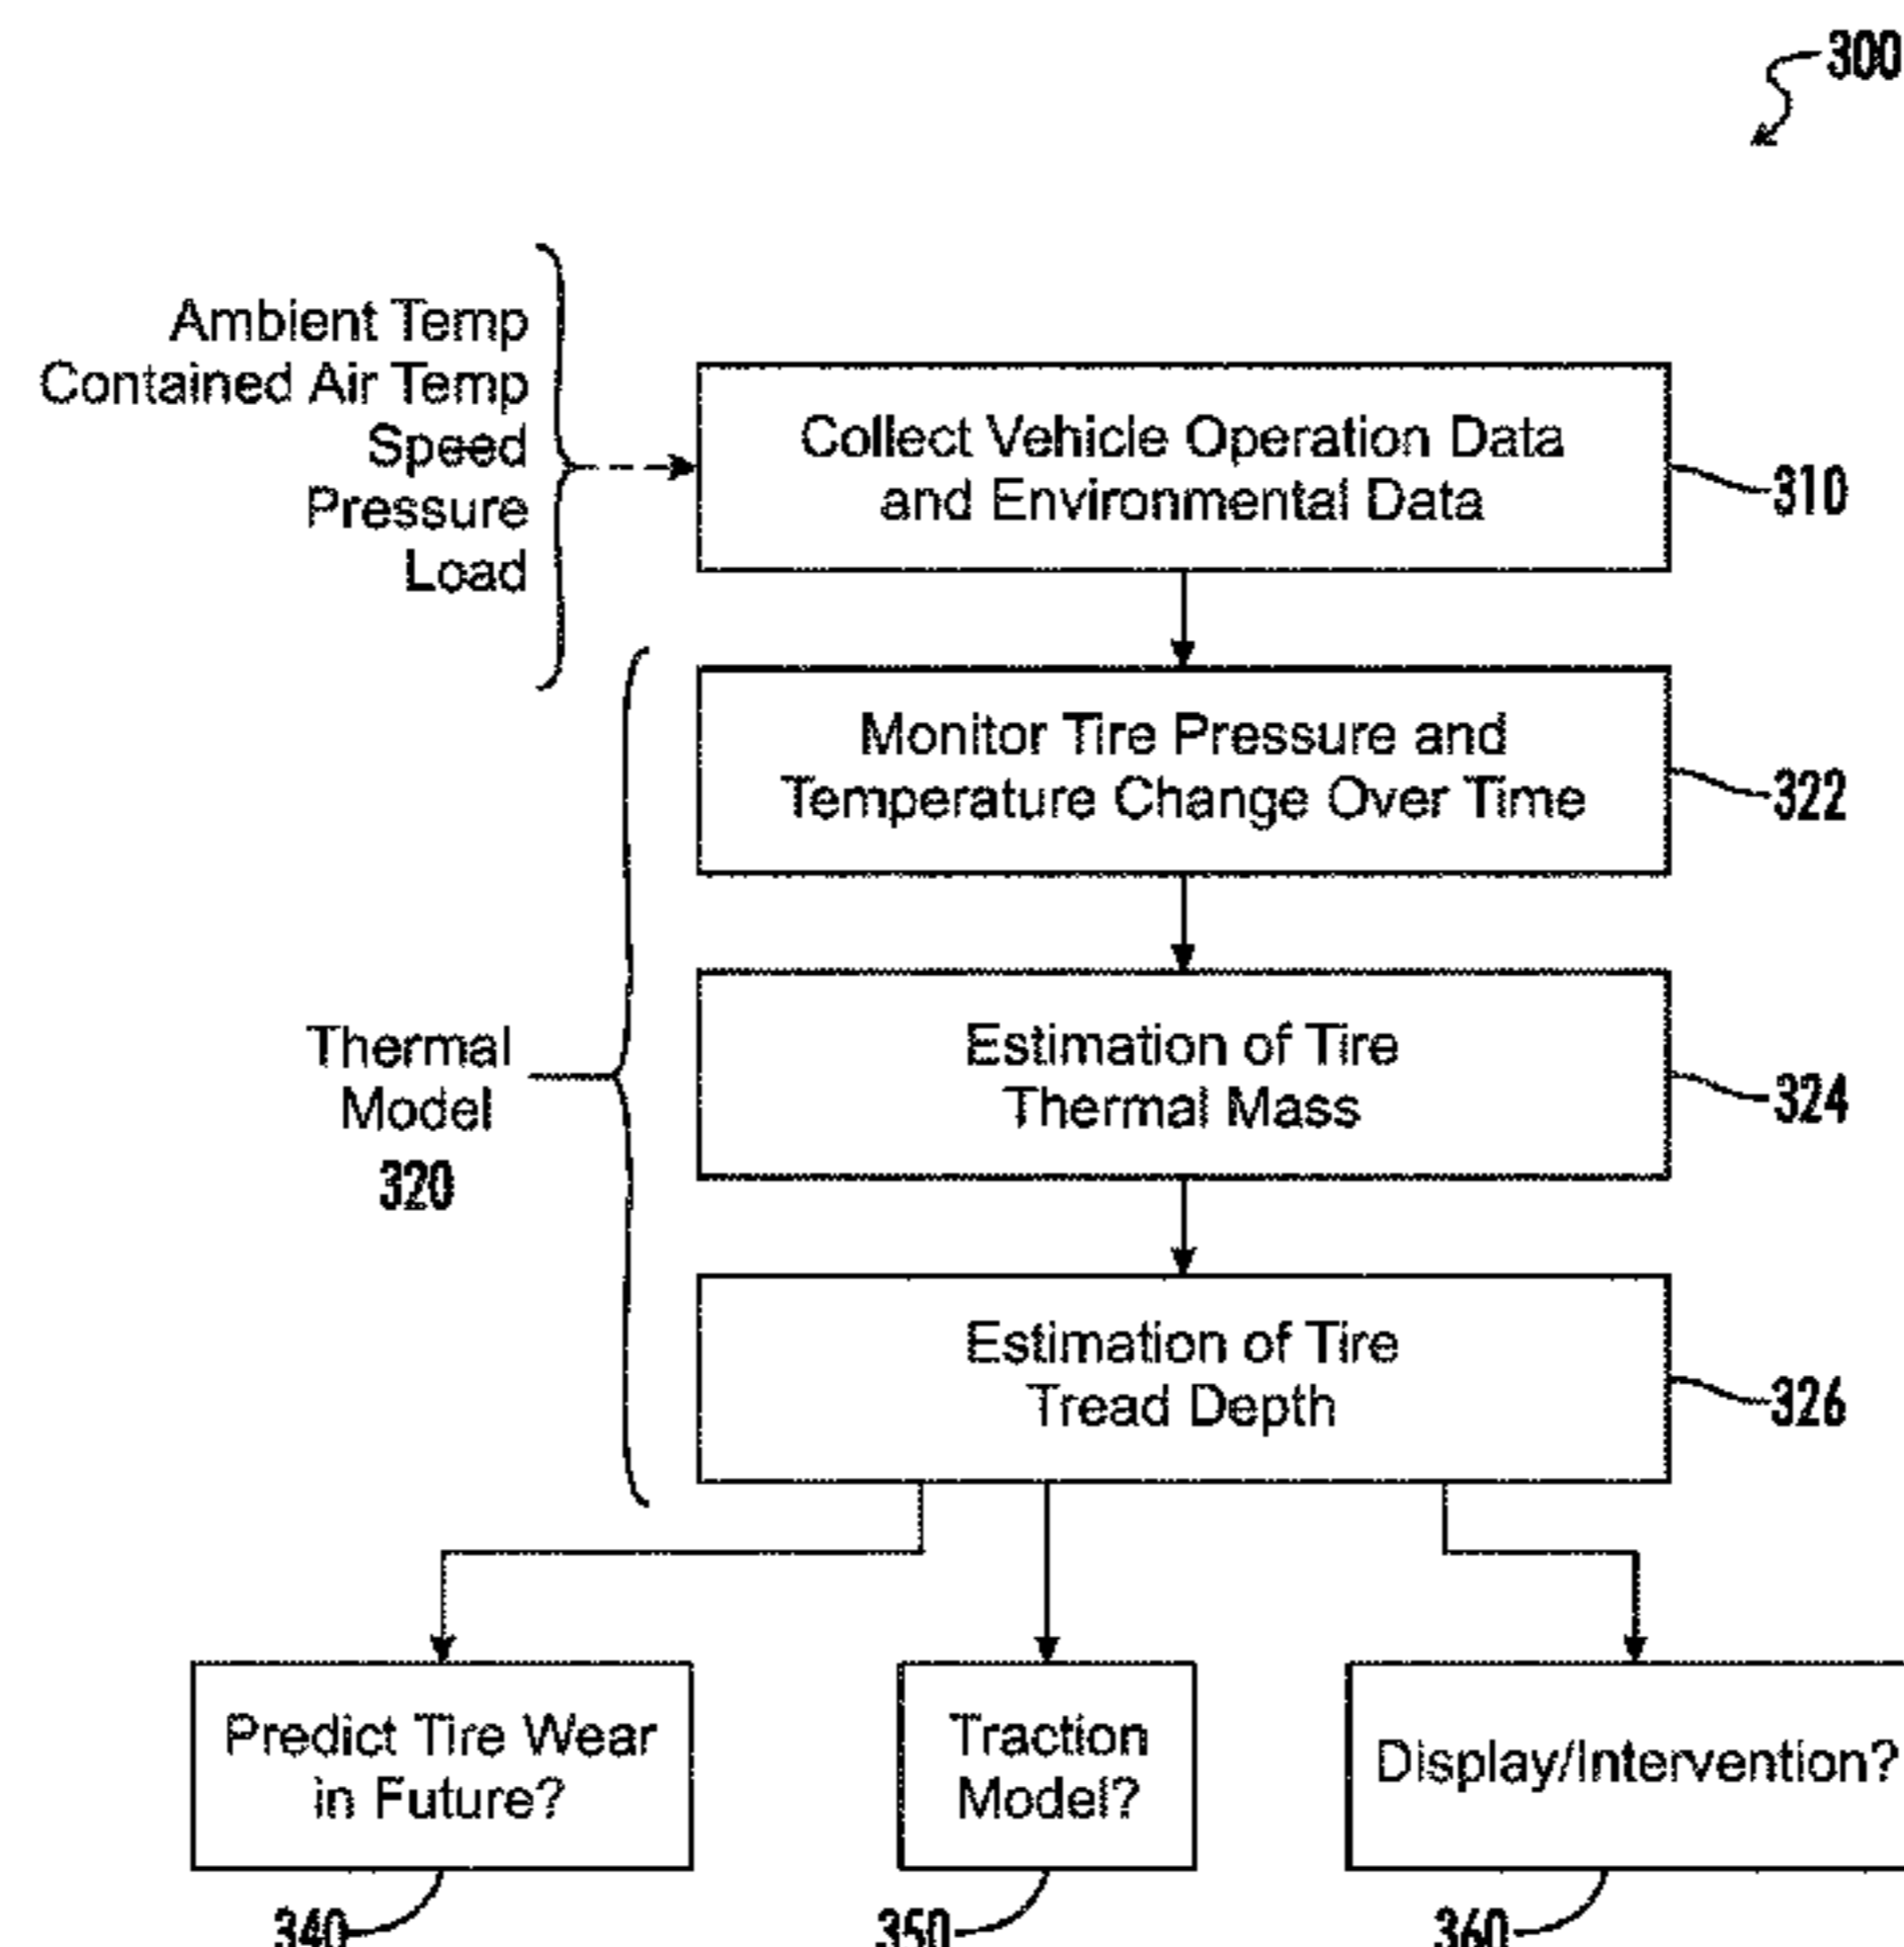 300
Ambient Temp
Contained Air Temp
Speed
Pressure
Load
Collect Vehicle Operation Data
and Environmental Data
310
Monitor Tire Pressure and
Temperature Change Over Time
322
Thermal
Model
320
Estimation of Tire
Thermal Mass
324
Estimation of Tire
Tread Depth
326
Predict Tire Wear
in Future?
340
Traction
Model?
350
Display/Intervention?
360